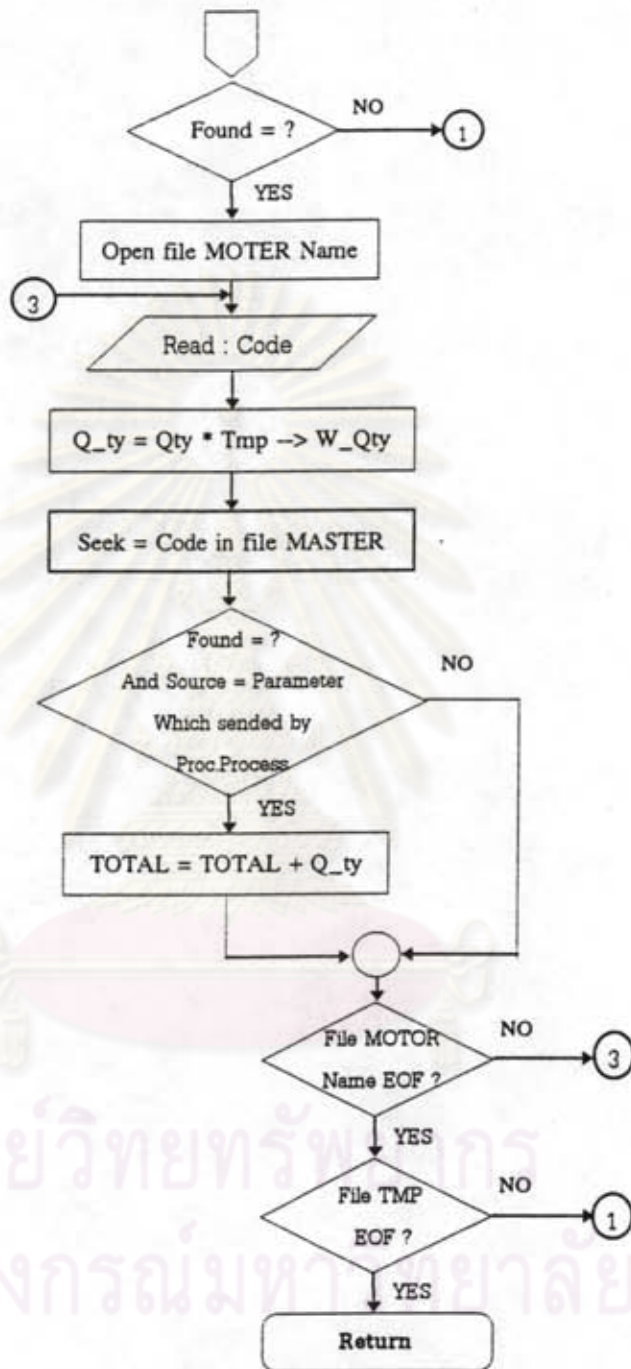 Found = ?
NO
1
YES
Open file MOTER Name
3
Read : Code
Q_ty = Qty * Tmp --> W_Qty
Seek = Code in file MASTER
Found = ?
NO
And Source = Parameter
Which sended by
Proc.Process
YES
TOTAL = TOTAL + Q_ty
File MOTOR
NO
Name EOF ?
3
YES
File TMP
NO
EOF ?
1
YES
Return